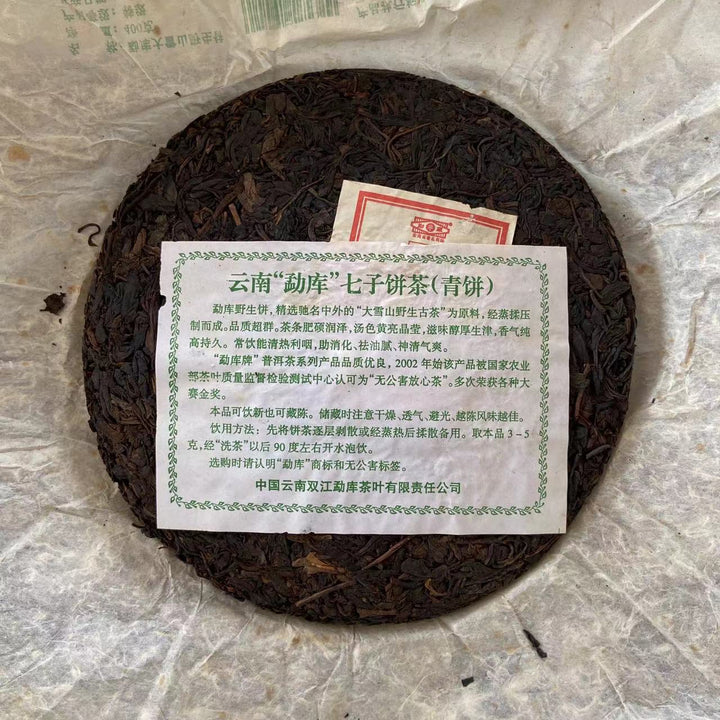 云南“勐库”七子饼茶(青饼)
勐库野生饼，精选驰名中外的“大雪山野生古茶”为原料，经蒸揉压
制而成。品质超群。茶条肥硕润泽，汤色黄亮晶莹，滋味醇厚生津，香气纯
高持久。常饮能清热利咽，助消化、祛油腻、神清气爽。
“勐库牌”普洱茶系列产品品质优良，2002年始该产品被国家农业
部茶叶质量监督检验测试中心认可为“无公害放心茶”。多次荣获各种大
赛金奖。
本品可饮新也可藏陈。储藏时注意干燥、透气、避光，越陈风味越佳。
饮用方法：先将饼茶逐层剥散或经蒸热后揉散备用。取本品3－5
克，经“洗茶”以后90度左右开水泡饮。
选购时请认明“勐库”商标和无公害标签。
中国云南双江勐库茶叶有限责任公司